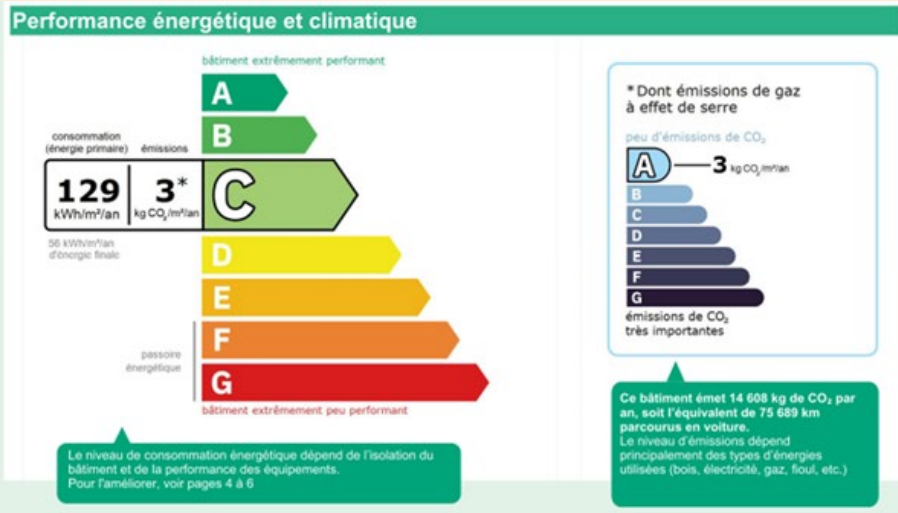 Performance énergétique et climatique
bâtiment extrêmement performant
A
B
consommation
(énergie primaire)
émissions
129
kWh/m²/an
3*
kg CO₂/m²/an
C
56 kWh/m²/an
d'énergie finale
D
E
F
passoire
énergétique
G
bâtiment extrêmement peu performant
Le niveau de consommation énergétique dépend de l'isolation du
bâtiment et de la performance des équipements.
Pour l'améliorer, voir pages 4 à 6
*Dont émissions de gaz
à effet de serre
peu d'émissions de CO₂
A
3 kg CO₂/m²/an
B
C
D
E
F
G
émissions de CO₂
très importantes
Ce bâtiment émet 14 608 kg de CO₂ par
an, soit l'équivalent de 75 689 km
parcourus en voiture.
Le niveau d'émissions dépend
principalement des types d'énergies
utilisées (bois, électricité, gaz, fioul, etc.)